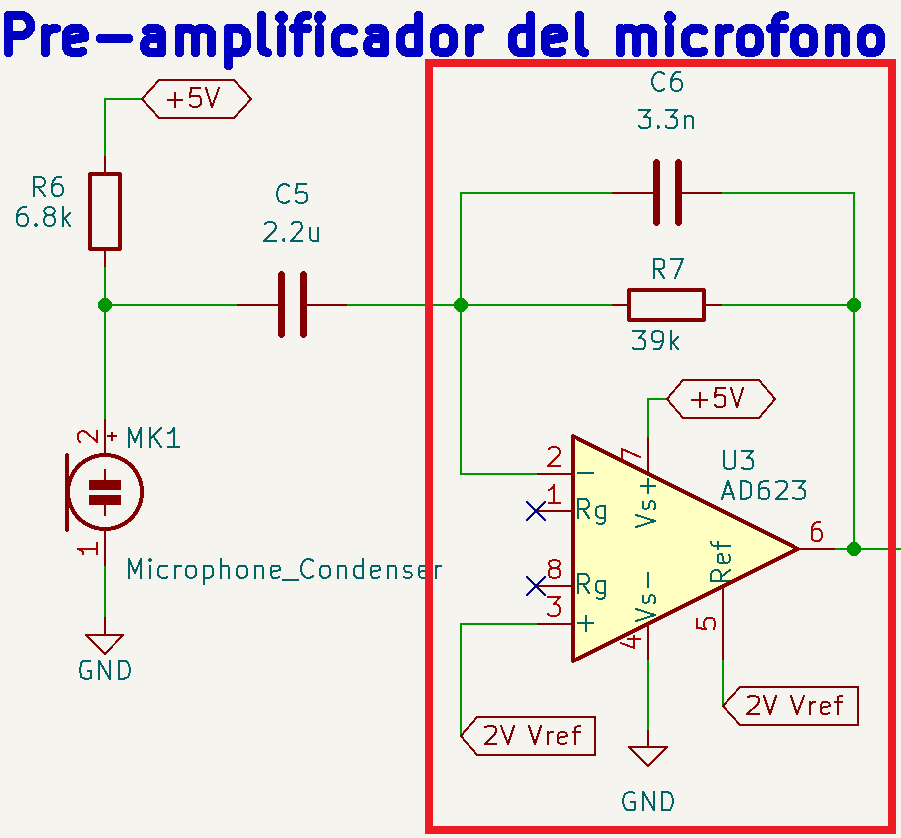 Pre-amplificador del microfono
+5V
C6
3.3n
R6
6.8k
C5
2.2u
R7
39k
+5V
2
+
MK1
U3
AD623
2
-
7
1
Rg
Vs+
6
1
Microphone_Condenser
8
Rg
Vs-
Ref
3
+
4
5
GND
2V Vref
2V Vref
GND